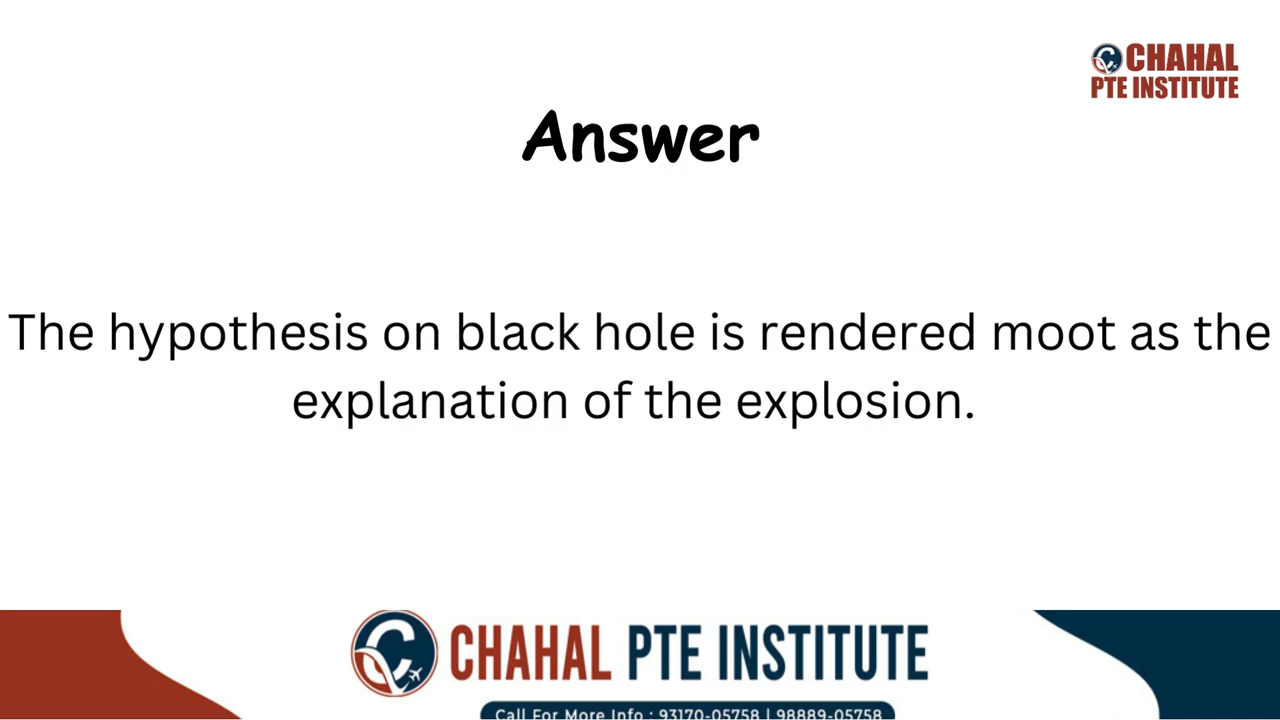 CHAHAL
PTE INSTITUTE
Answer
The hypothesis on black hole is rendered moot as the
explanation of the explosion.
CHAHAL PTE INSTITUTE
Call For More Info : 93170-05758 | 98889-05758